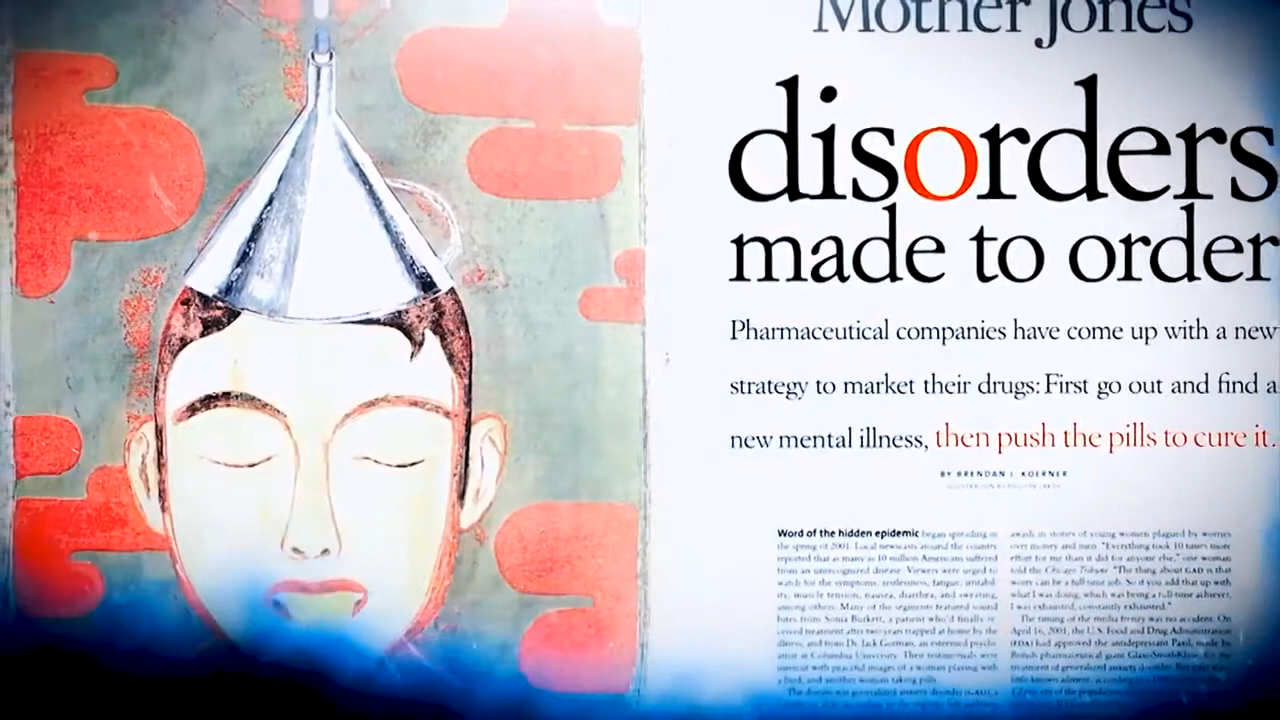 Mother Jones
disorders
made to order
Pharmaceutical companies have come up with a new
strategy to market their drugs: First go out and find a
new mental illness, then push the pills to cure it.
BY BRENDAN I. KOERNER
Word of the hidden epidemic began spreading in
the spring of 2001. Local newscasts around the country
reported that as many as 10 million Americans suffered
from an unrecognized disease. Viewers were urged to
watch for the symptoms: restlessness, fatigue, irritabil-
ity, muscle tension, nausea, diarrhea, and sweating,
among others. Many of the segments featured sound
bites from Sonja Burkett, a patient who'd finally re-
ceived treatment after two years trapped at home by the
illness, and from Dr. Jack Gorman, an esteemed psychi-
atrist at Columbia University. Their testimonials were
intercut with peaceful images of a woman playing with
a bird, and another woman taking pills.
The disease was generalized anxiety disorder (GAD), a
awash in stories of young women plagued by worries
over money and men. "Everything took 10 times more
effort for me than it did for anyone else," one woman
told the Chicago Tribune. "The thing about GAD is that
worry can be a full-time job. So if you add that up with
what I was doing, which was being a full-time achiever,
I was exhausted, constantly exhausted."
The timing of the media frenzy was no accident. On
April 16, 2001, the U.S. Food and Drug Administration
(FDA) had approved the antidepressant Paxil, made by
British pharmaceutical giant GlaxoSmithKline, for the
treatment of generalized anxiety disorder.